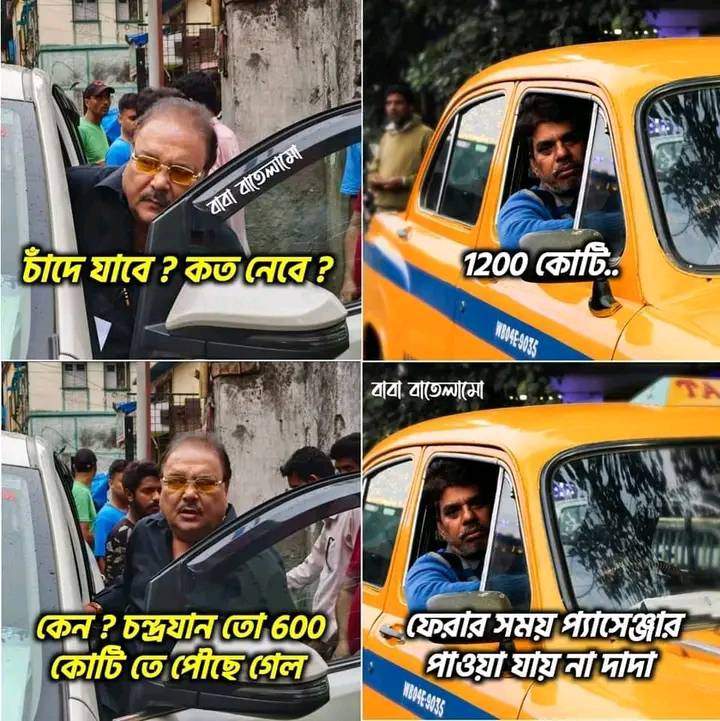 বাবা বাতেলামো
চাঁদে যাবে ? কত নেবে ?
1200 কোটি..
WB04E-9035
কেন ? চন্দ্রযান তো 600
কোটি তে পৌছে গেল
বাবা বাতেলামো
TA
ফেরার সময় প্যাসেঞ্জার
পাওয়া যায় না দাদা
WB04E-9035